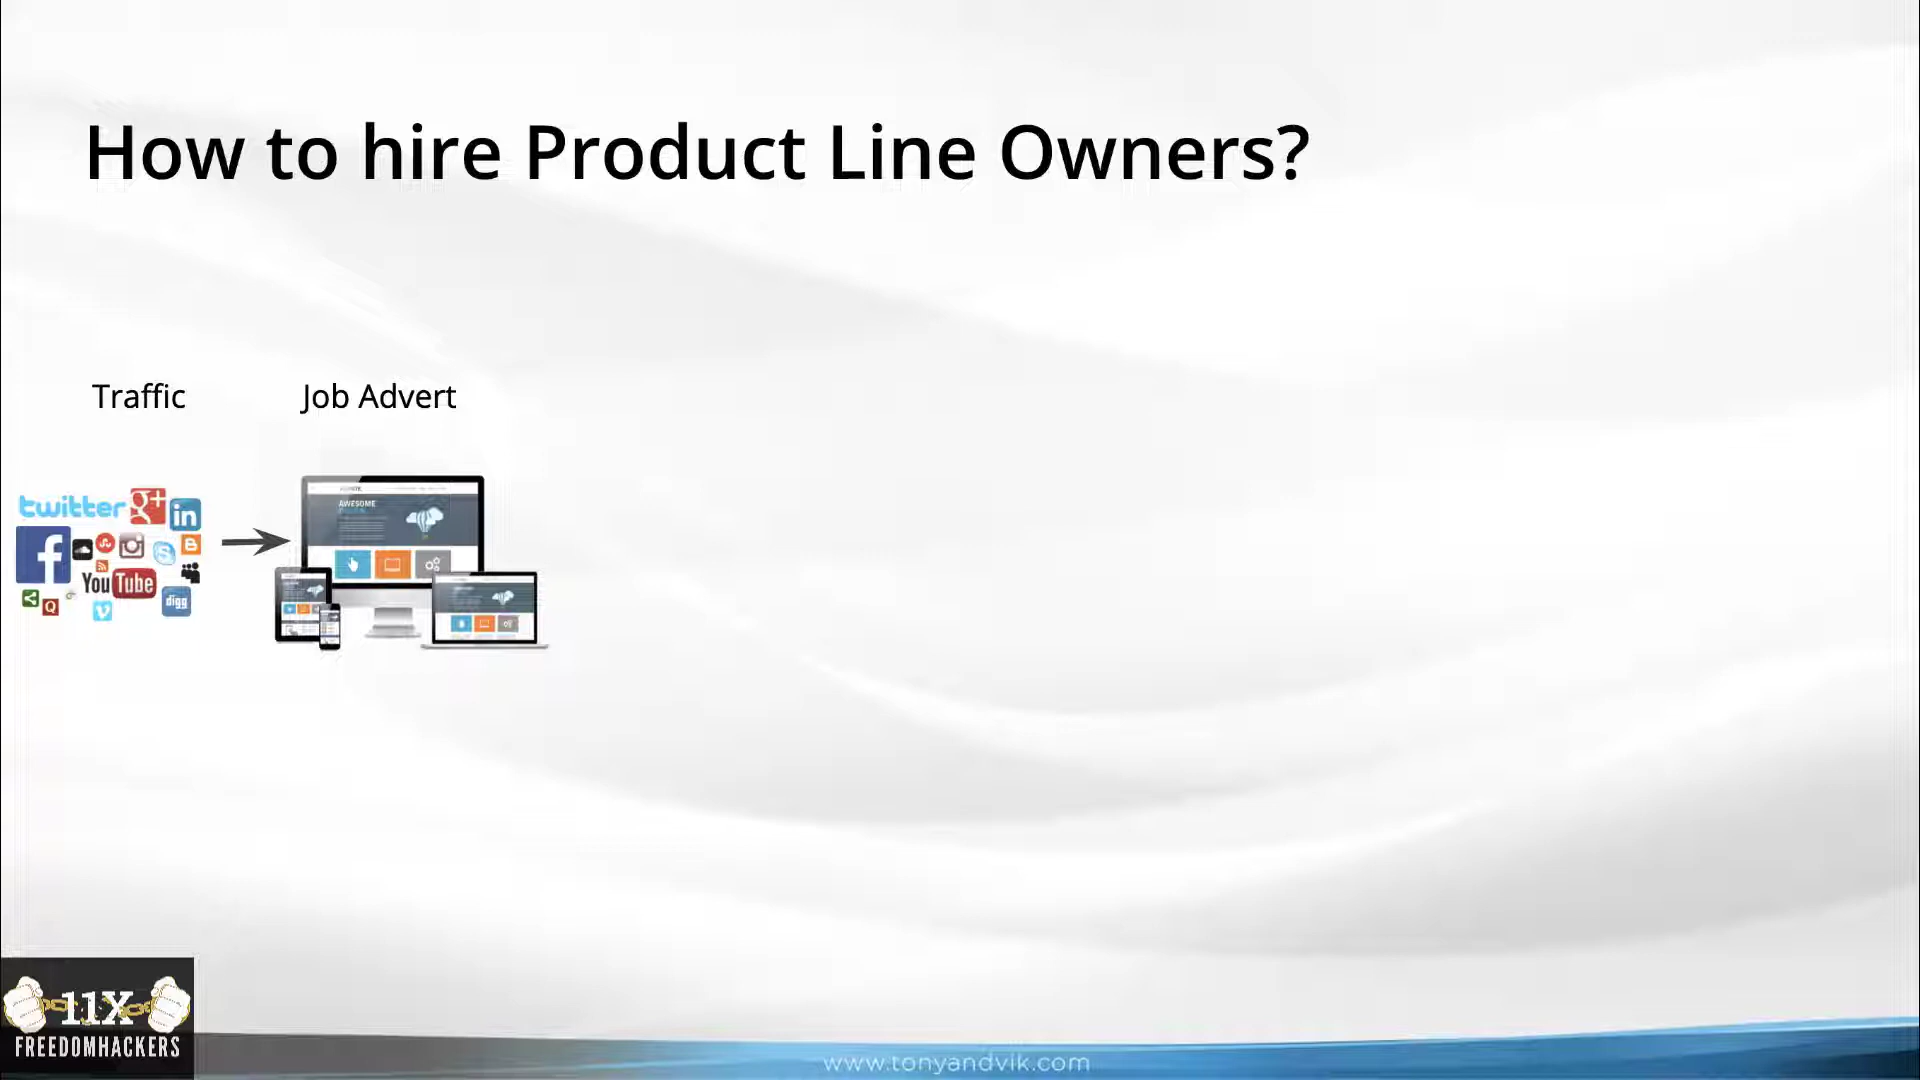 How to hire Product Line Owners?
Traffic
Job Advert
twitter
g+
in
f
B
You Tube
Q
digg
AWESOME
11X
FREEDOMHACKERS
www.tonyandvik.com